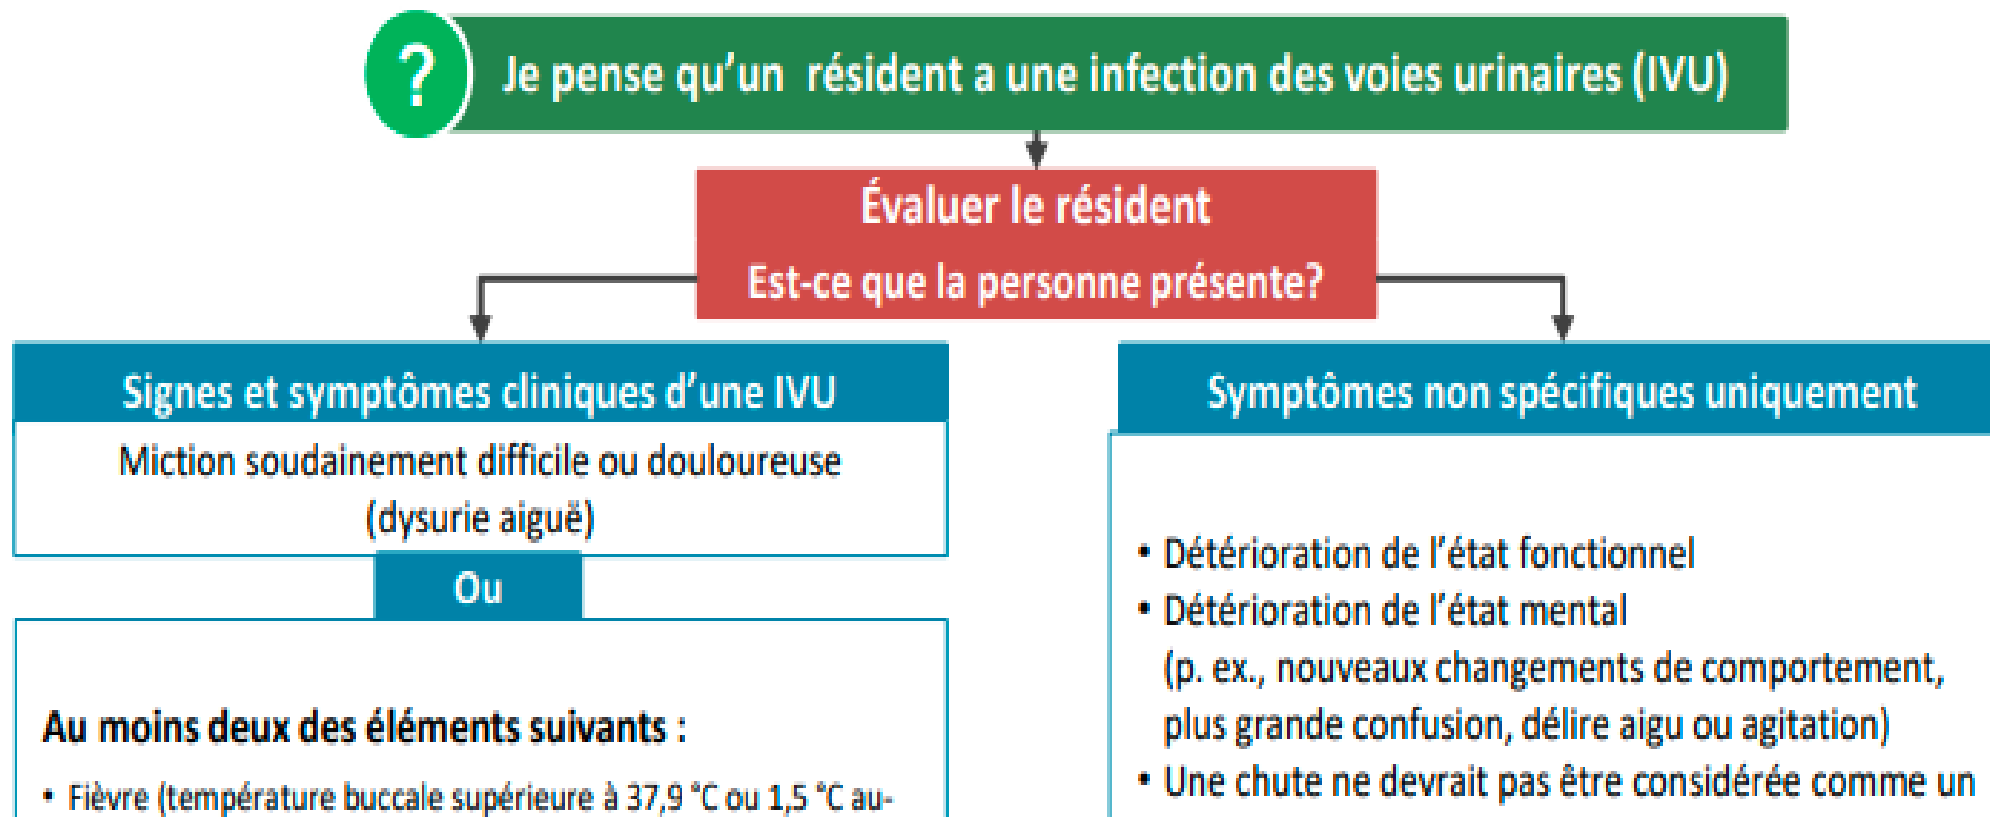 ?
Je pense qu'un résident a une infection des voies urinaires (IVU)
Évaluer le résident
Est-ce que la personne présente?
Signes et symptômes cliniques d'une IVU
Miction soudainement difficile ou douloureuse
(dysurie aiguë)
Ou
Au moins deux des éléments suivants :
• Fièvre (température buccale supérieure à 37,9 °C ou 1,5 °C au-
Symptômes non spécifiques uniquement
• Détérioration de l'état fonctionnel
• Détérioration de l'état mental
(p. ex., nouveaux changements de comportement,
plus grande confusion, délire aigu ou agitation)
• Une chute ne devrait pas être considérée comme un